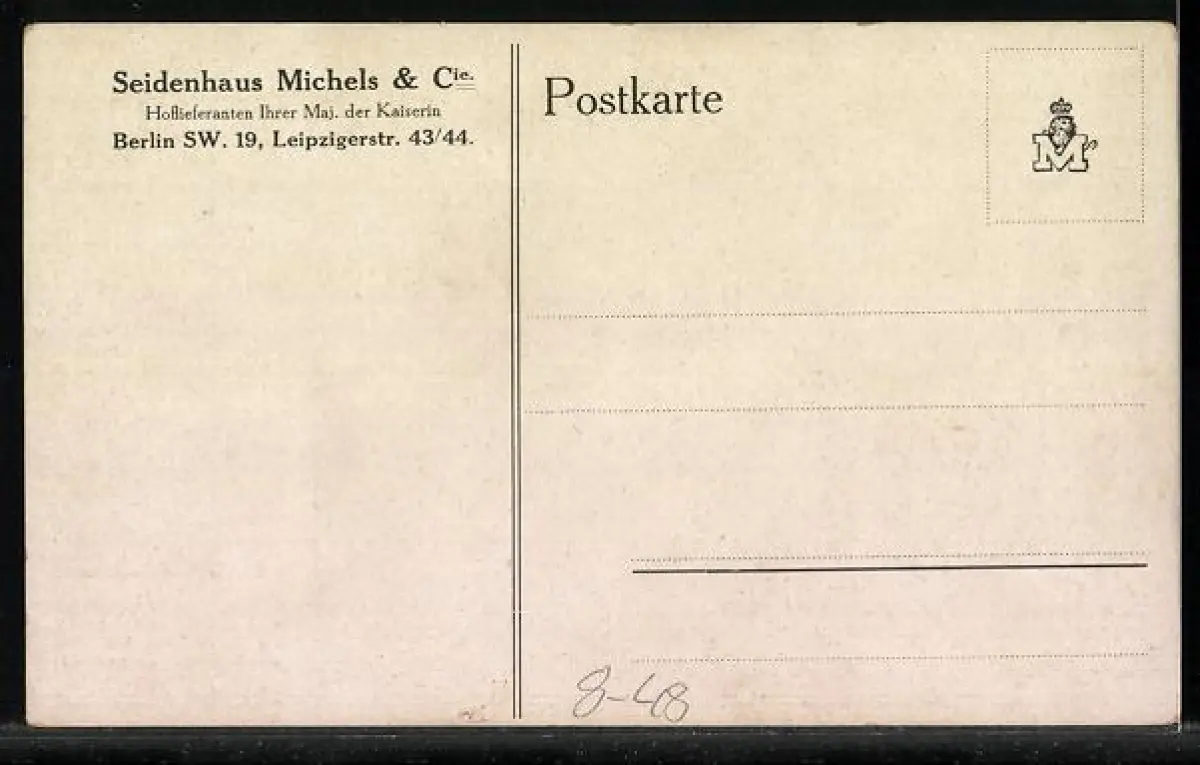 Seidenhaus Michels & Cie.
Hoflieferanten Ihrer Maj. der Kaiserin
Berlin SW. 19, Leipzigerstr. 43/44.
Postkarte
M
8-48